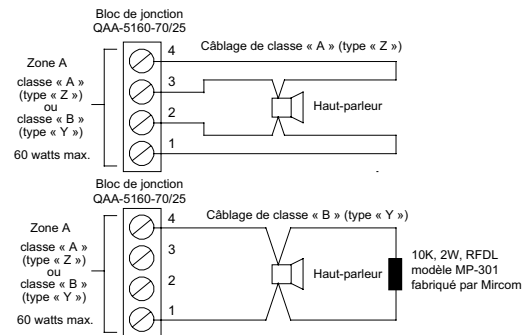 Bloc de jonction
QAA-5160-70/25
Zone A
classe « A »
(type « Z »)
ou
classe « B »
(type « Y »)
60 watts max.
4
3
2
1
Câblage de classe « A » (type « Z »)
Haut-parleur
Bloc de jonction
QAA-5160-70/25
Zone A
classe « A »
(type « Z »)
ou
classe « B »
(type « Y »)
60 watts max.
4
3
2
1
Câblage de classe « B » (type « Y »)
Haut-parleur
10K, 2W, RFDL
modèle MP-301
fabriqué par Mircom